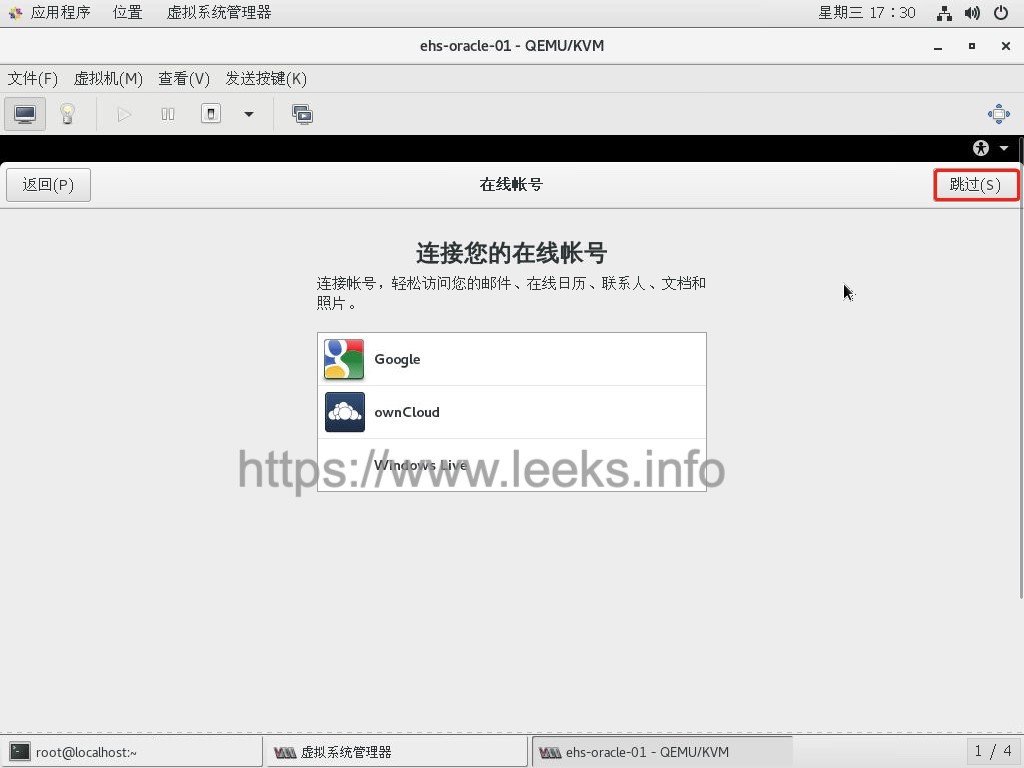 应用程序 位置 虚拟系统管理器 星期三 17：30
ehs-oracle-01 - QEMU/KVM
文件(F) 虚拟机(M) 查看(V) 发送按键(K)
返回(P) 在线帐号 跳过(S)
连接您的在线帐号
连接帐号，轻松访问您的邮件、在线日历、联系人、文档和
照片。
Google
ownCloud
Windows Live
https://www.leeks.info
root@localhost:~ 虚拟系统管理器 ehs-oracle-01 - QEMU/KVM 1 / 4